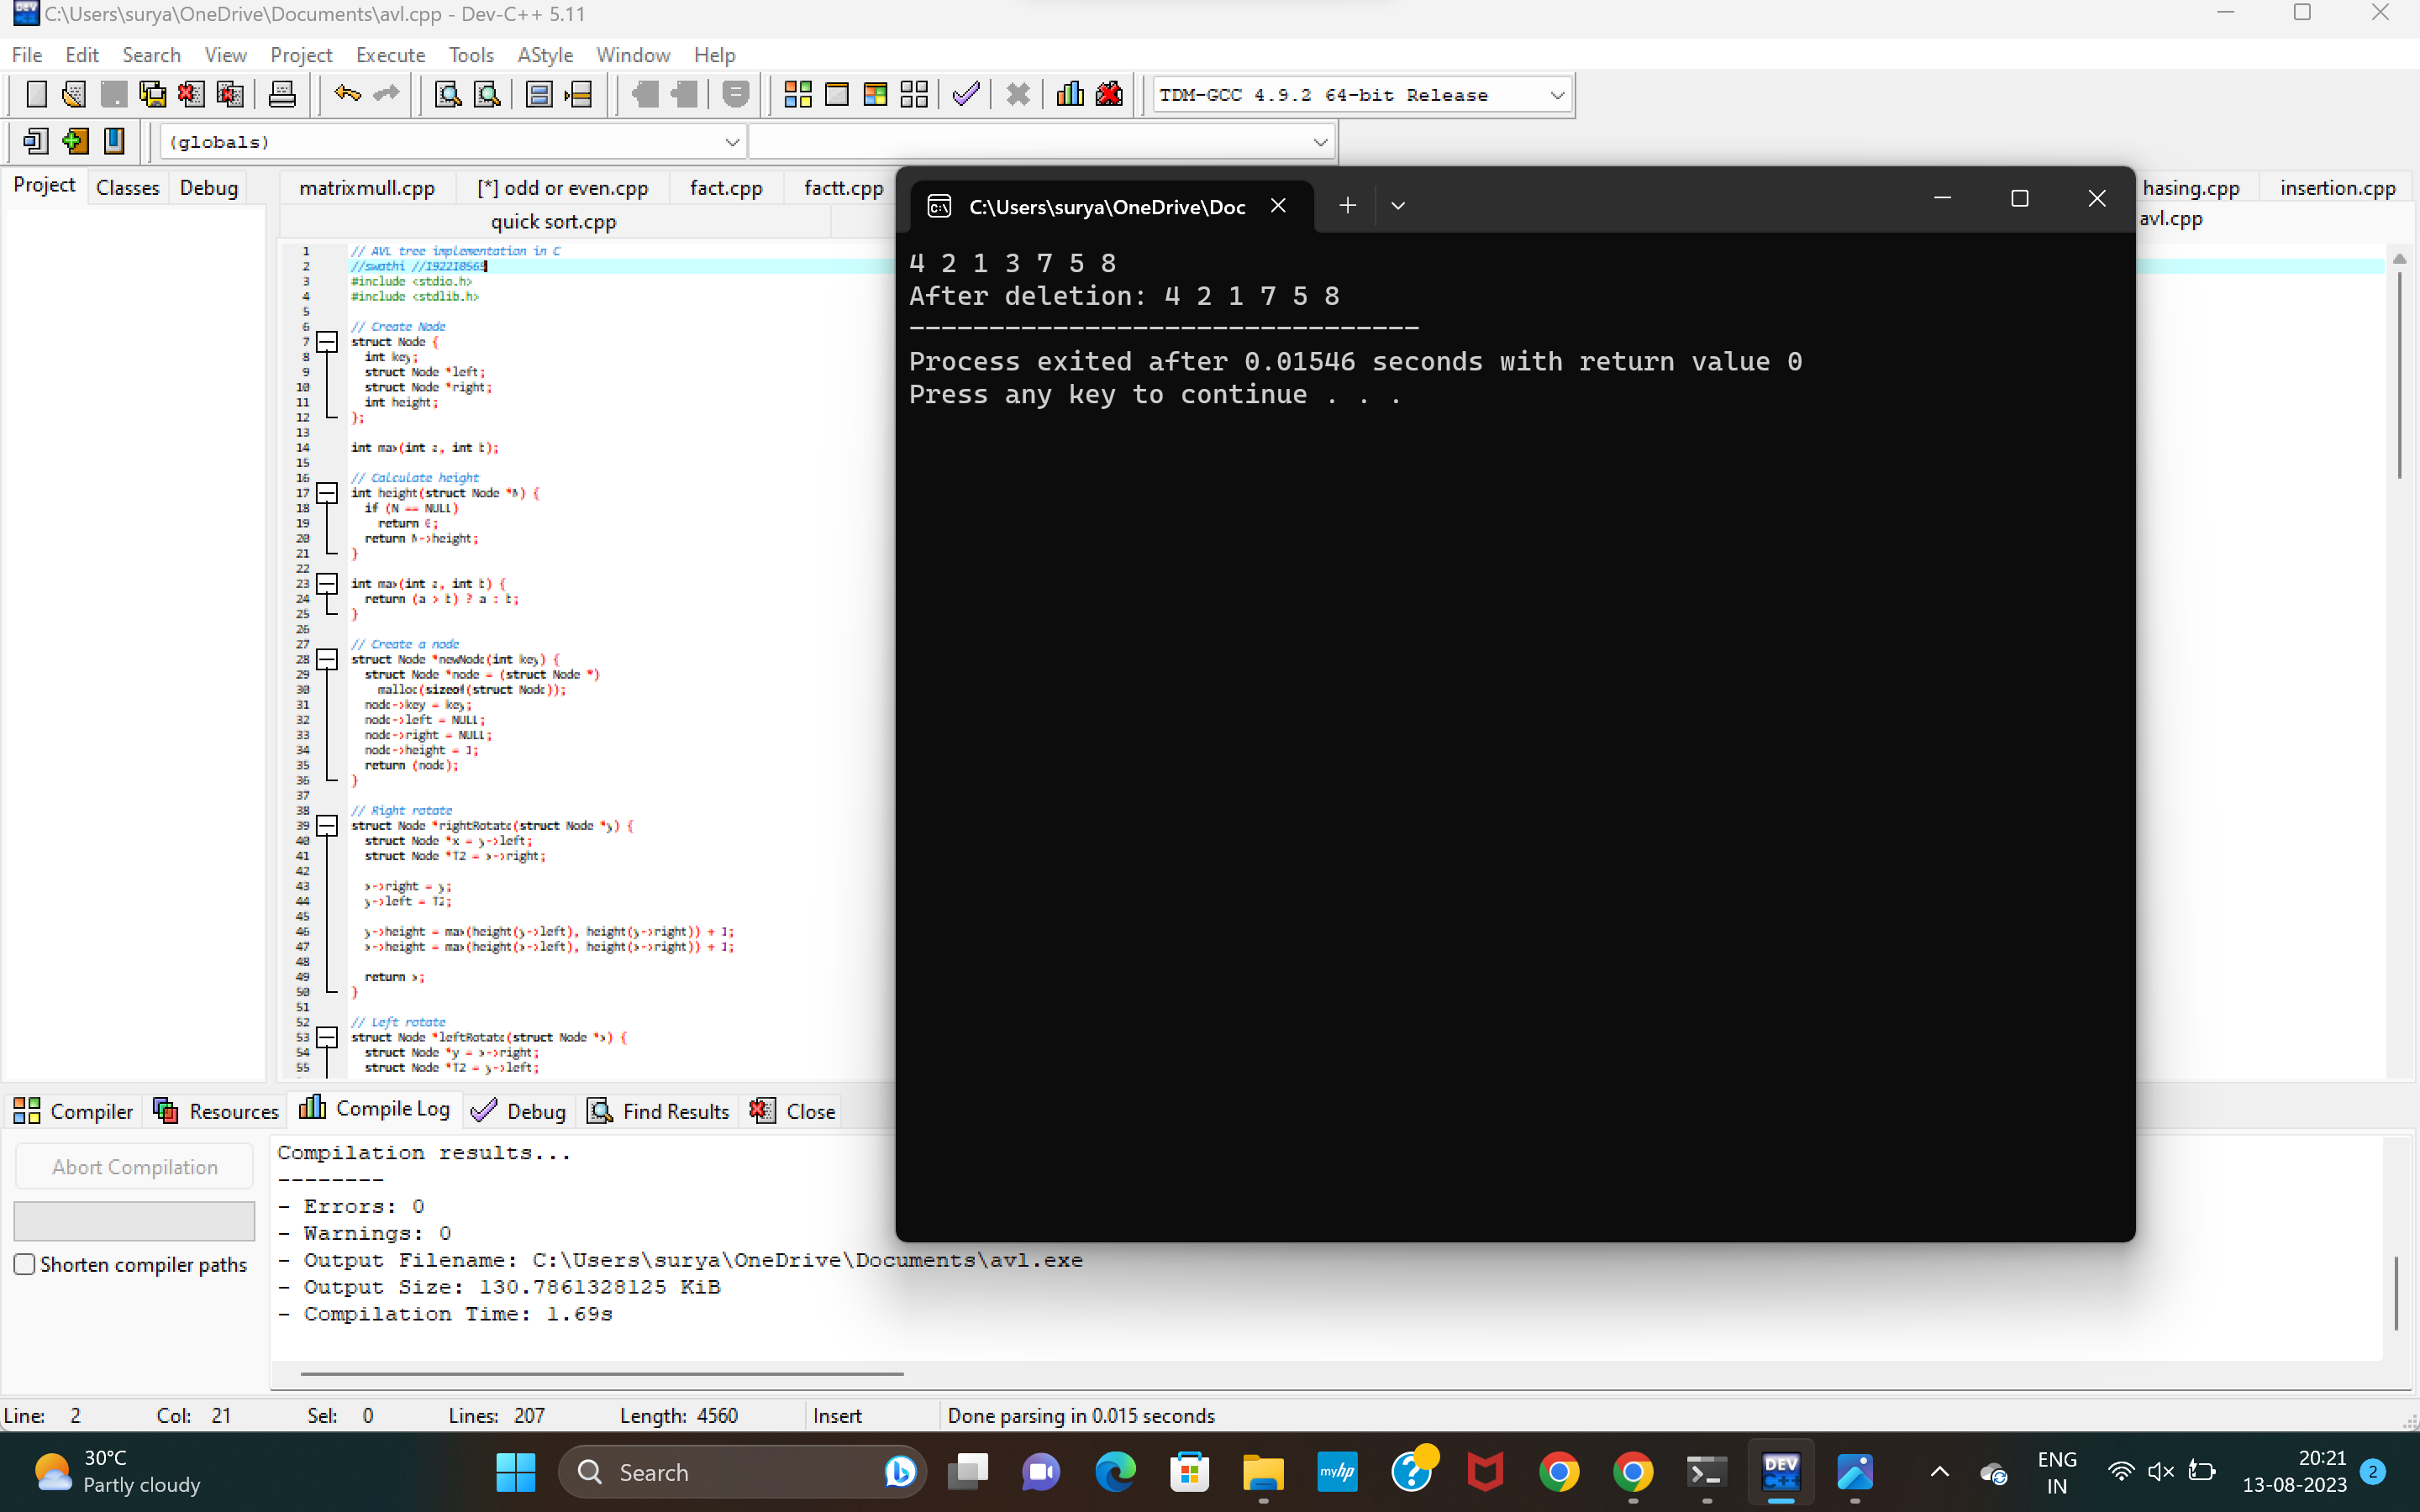 C:\Users\surya\OneDrive\Documents\avl.cpp - Dev-C++ 5.11
File Edit Search View Project Execute Tools AStyle Window Help
TDM-GCC 4.9.2 64-bit Release
(globals)
Project Classes Debug
matrixmull.cpp [*] odd or even.cpp fact.cpp factt.cpp hasing.cpp insertion.cpp
quick sort.cpp avl.cpp
1 // AVL tree implementation in C
2 //swathi //192210569
3 #include <stdio.h>
4 #include <stdlib.h>
5
6 // Create Node
7 struct Node {
8 int key;
9 struct Node *left;
10 struct Node *right;
11 int height;
12 };
13
14 int max(int a, int b);
15
16 // Calculate height
17 int height(struct Node *N) {
18 if (N == NULL)
19 return 0;
20 return N->height;
21 }
22
23 int max(int a, int b) {
24 return (a > b) ? a : b;
25 }
26
27 // Create a node
28 struct Node *newNode(int key) {
29 struct Node *node = (struct Node *)
30 malloc(sizeof(struct Node));
31 node->key = key;
32 node->left = NULL;
33 node->right = NULL;
34 node->height = 1;
35 return (node);
36 }
37
38 // Right rotate
39 struct Node *rightRotate(struct Node *y) {
40 struct Node *x = y->left;
41 struct Node *T2 = x->right;
42
43 x->right = y;
44 y->left = T2;
45
46 y->height = max(height(y->left), height(y->right)) + 1;
47 x->height = max(height(x->left), height(x->right)) + 1;
48
49 return x;
50 }
51
52 // Left rotate
53 struct Node *leftRotate(struct Node *x) {
54 struct Node *y = x->right;
55 struct Node *T2 = y->left;
C:\Users\surya\OneDrive\Doc
4 2 1 3 7 5 8
After deletion: 4 2 1 7 5 8
--------------------------------
Process exited after 0.01546 seconds with return value 0
Press any key to continue . . .
Compiler Resources Compile Log Debug Find Results Close
Abort Compilation
Shorten compiler paths
Compilation results...
--------
- Errors: 0
- Warnings: 0
- Output Filename: C:\Users\surya\OneDrive\Documents\avl.exe
- Output Size: 130.7861328125 KiB
- Compilation Time: 1.69s
Line: 2 Col: 21 Sel: 0 Lines: 207 Length: 4560 Insert Done parsing in 0.015 seconds
30°C
Partly cloudy
Search
myhp
DEV
C++
ENG
IN
20:21
13-08-2023
2